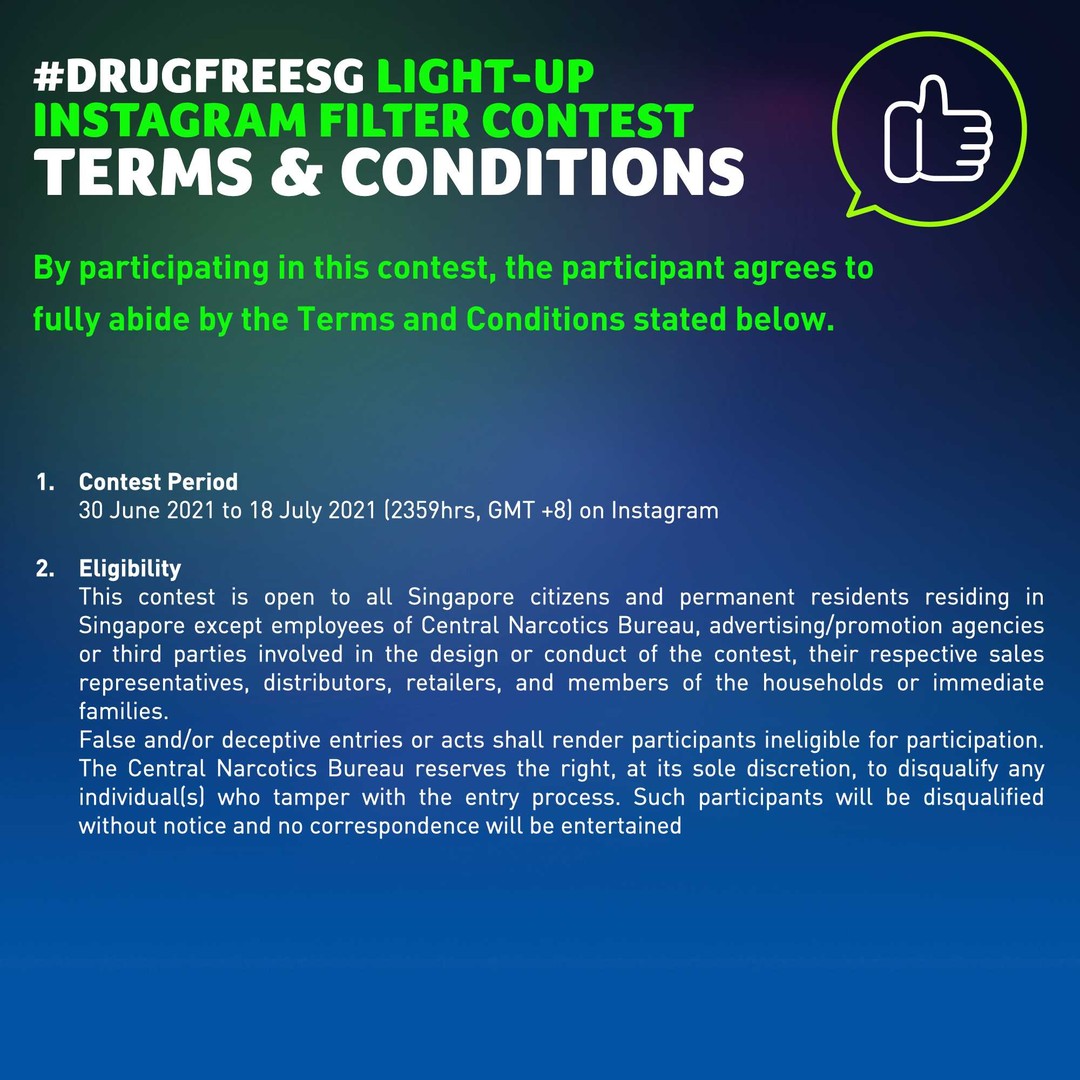 #DRUGFREESG LIGHT-UP
INSTAGRAM FILTER CONTEST
TERMS & CONDITIONS
By participating in this contest, the participant agrees to
fully abide by the Terms and Conditions stated below.
1. Contest Period
30 June 2021 to 18 July 2021 (2359hrs, GMT +8) on Instagram
2. Eligibility
This contest is open to all Singapore citizens and permanent residents residing in
Singapore except employees of Central Narcotics Bureau, advertising/promotion agencies
or third parties involved in the design or conduct of the contest, their respective sales
representatives, distributors, retailers, and members of the households or immediate
families.
False and/or deceptive entries or acts shall render participants ineligible for participation.
The Central Narcotics Bureau reserves the right, at its sole discretion, to disqualify any
individual(s) who tamper with the entry process. Such participants will be disqualified
without notice and no correspondence will be entertained